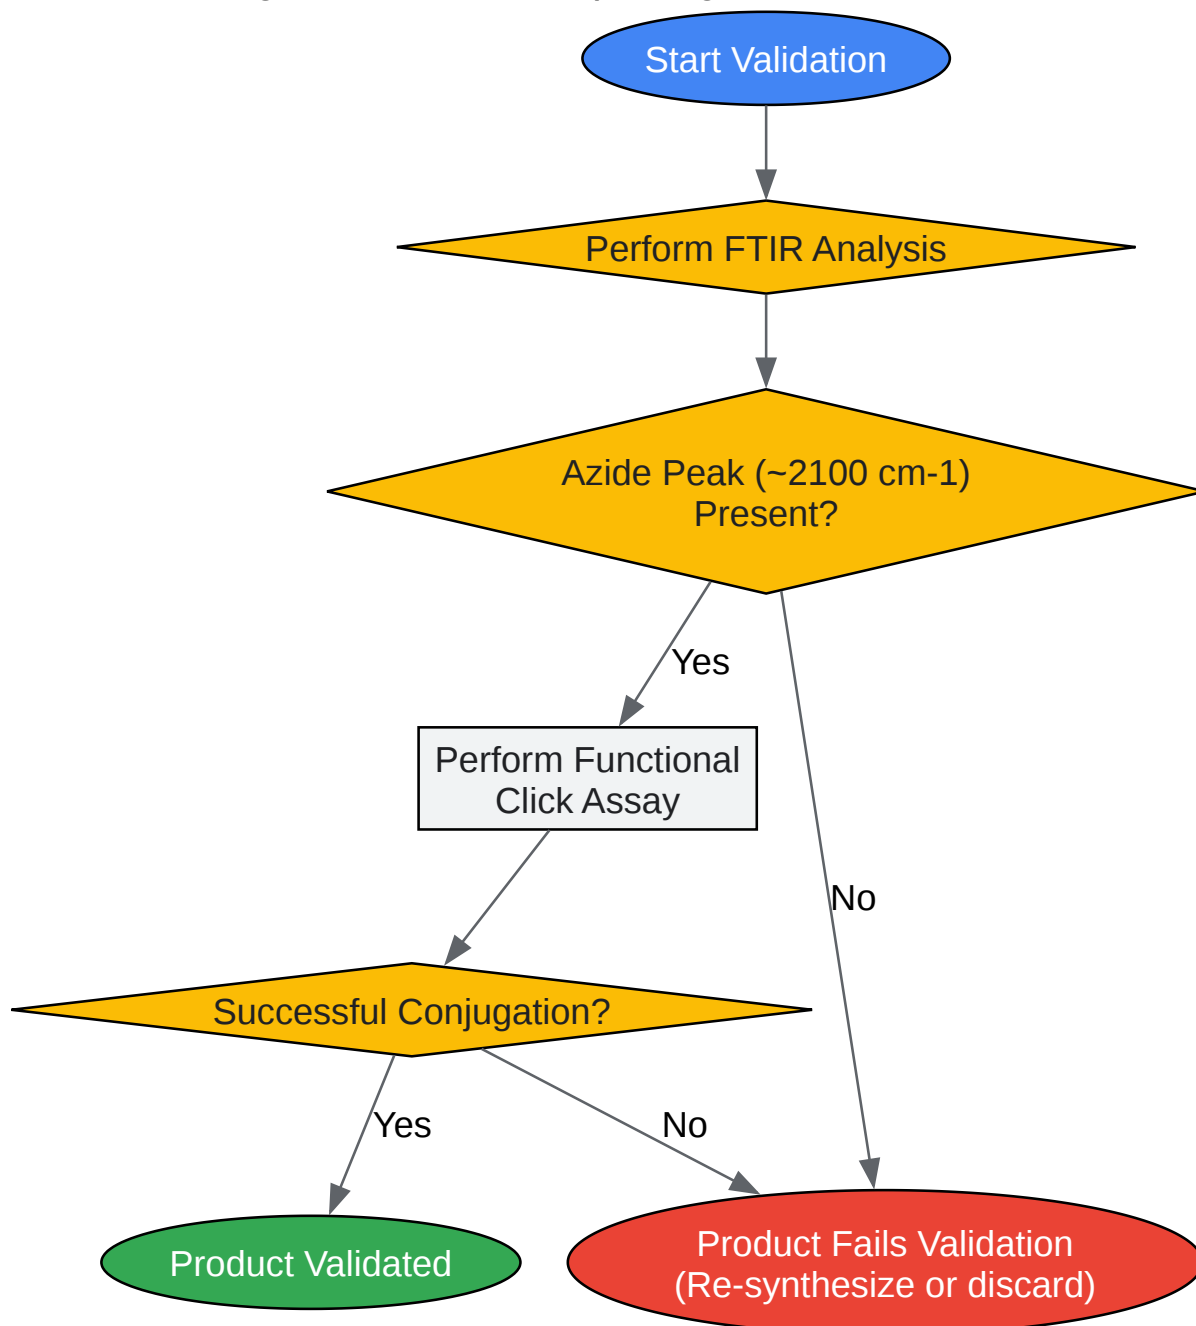 Start Validation
Perform FTIR Analysis
Azide Peak (~2100 cm-1)
Present?
Yes
Perform Functional
Click Assay
No
Successful Conjugation?
Yes
No
Product Validated
Product Fails Validation
(Re-synthesize or discard)